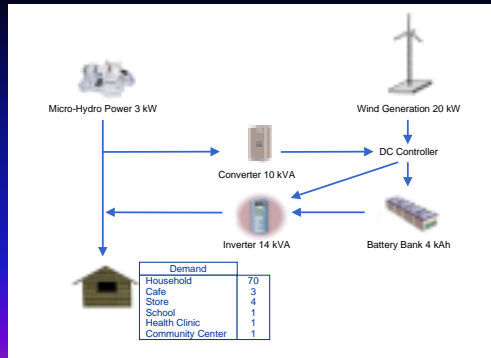 Micro-Hydro Power 3 kW
Wind Generation 20 kW
DC Controller
Converter 10 kVA
Inverter 14 kVA
Battery Bank 4 kAh
Demand
Household 70
Cafe 3
Store 4
School 1
Health Clinic 1
Community Center 1